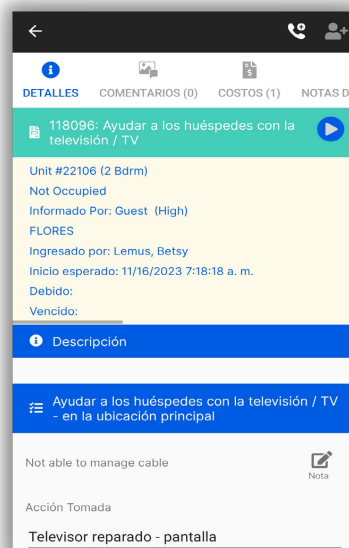 DETALLES
COMENTARIOS (0)
COSTOS (1)
NOTAS D
118096: Ayudar a los huéspedes con la
televisión / TV
Unit #22106 (2 Bdrm)
Not Occupied
Informado Por: Guest (High)
FLORES
Ingresado por: Lemus, Betsy
Inicio esperado: 11/16/2023 7:18:18 a. m.
Debido:
Vencido:
Descripción
Ayudar a los huéspedes con la televisión / TV
- en la ubicación principal
Not able to manage cable
Nota
Acción Tomada
Televisor reparado - pantalla